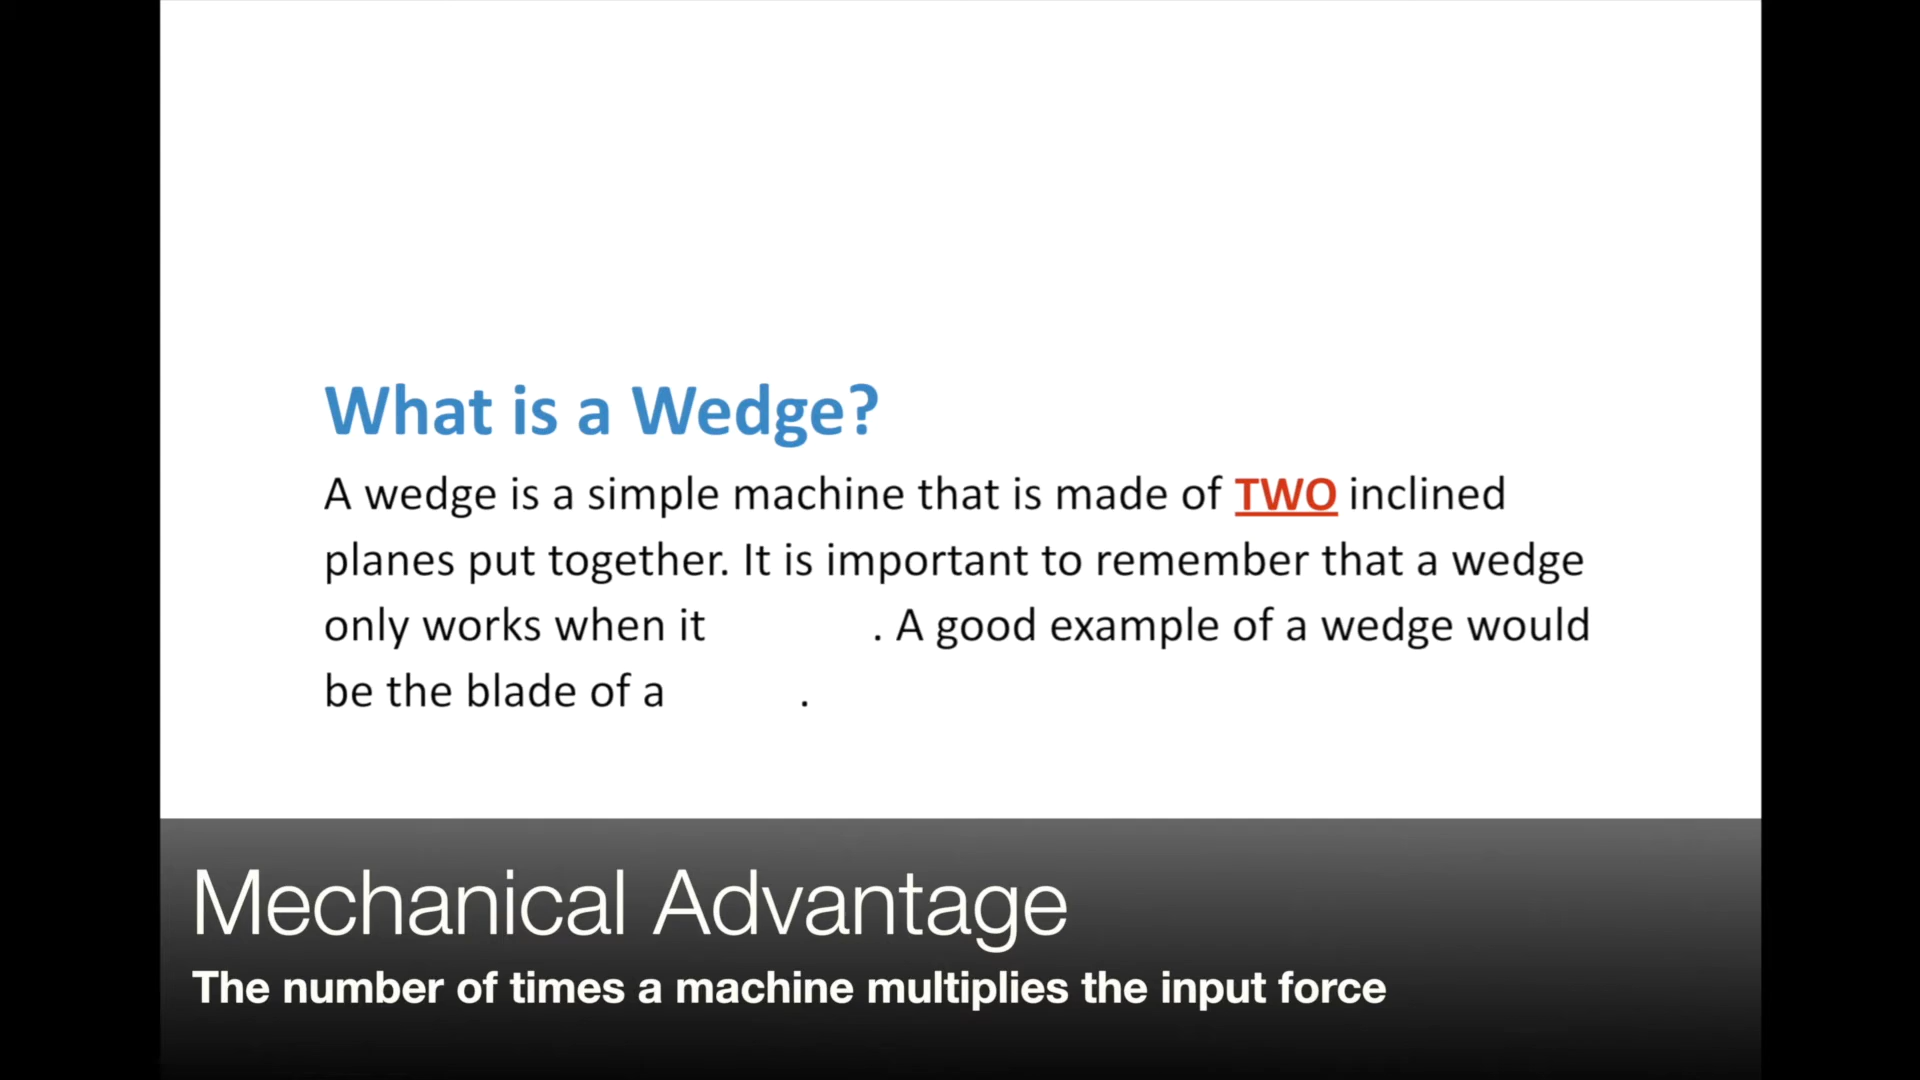 What is a Wedge?
A wedge is a simple machine that is made of TWO inclined
planes put together. It is important to remember that a wedge
only works when it . A good example of a wedge would
be the blade of a .
Mechanical Advantage
The number of times a machine multiplies the input force